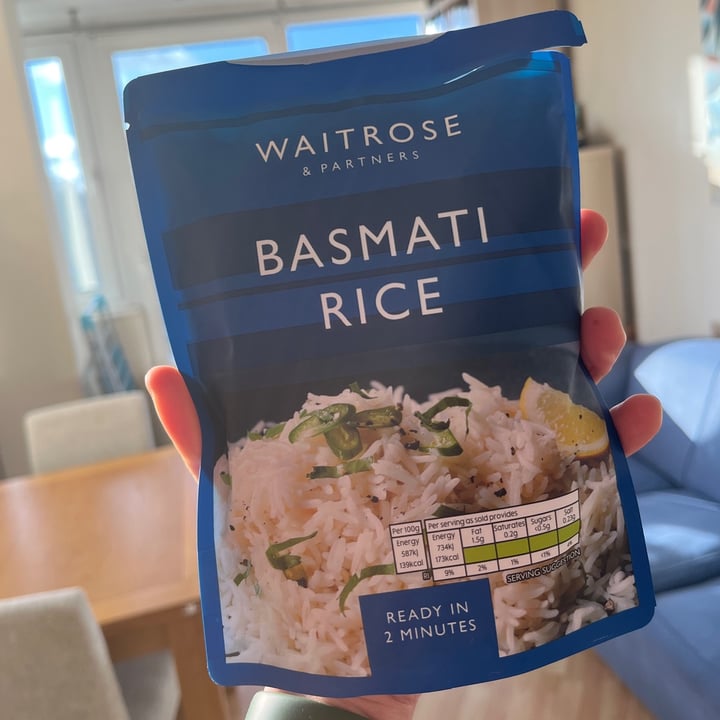 WAITROSE
& PARTNERS
BASMATI
RICE
Per 100g
Energy
587kJ
139kcal
Per serving as sold provides
Energy Fat Saturates Sugars Salt
734kJ 1.5g 0.2g <0.5g 0.23g
173kcal
9% 2% 1% <1% 4%
SERVING SUGGESTION
READY IN
2 MINUTES